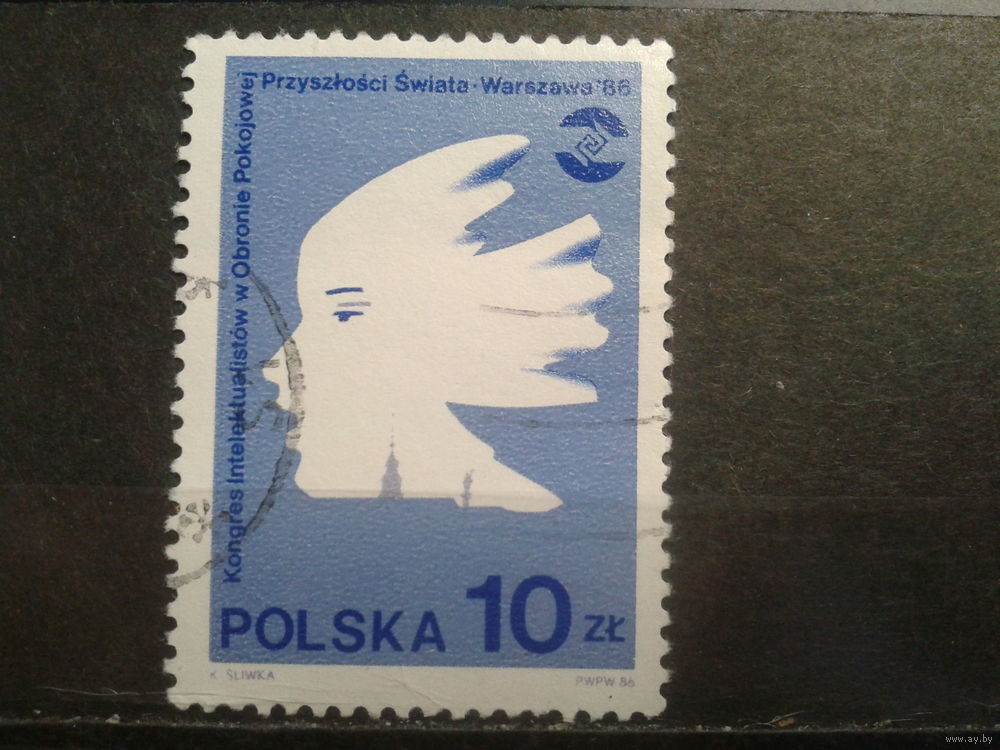 Kongres Intelektualistów w Obronie Pokojowej
Przyszłości Świata · Warszawa '86
POLSKA 10 ZŁ
K. ŚLIWKA
PWPW 86
www.ay.by